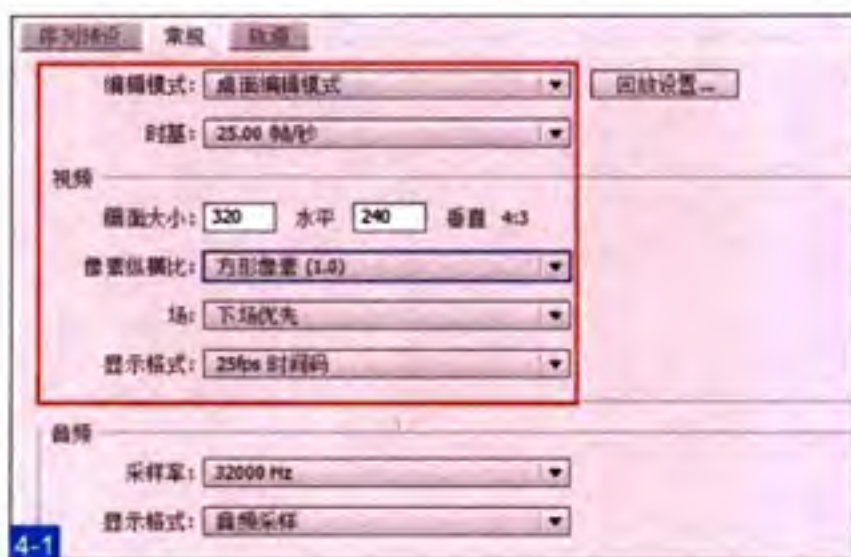 序列预设 常规 轨道
编辑模式: 桌面编辑模式 回放设置...
时基: 25.00 帧/秒
视频
画面大小: 320 水平 240 垂直 4:3
像素纵横比: 方形像素 (1.0)
场: 下场优先
显示格式: 25fps 时间码
音频
采样率: 32000 Hz
显示格式: 音频采样
4-1